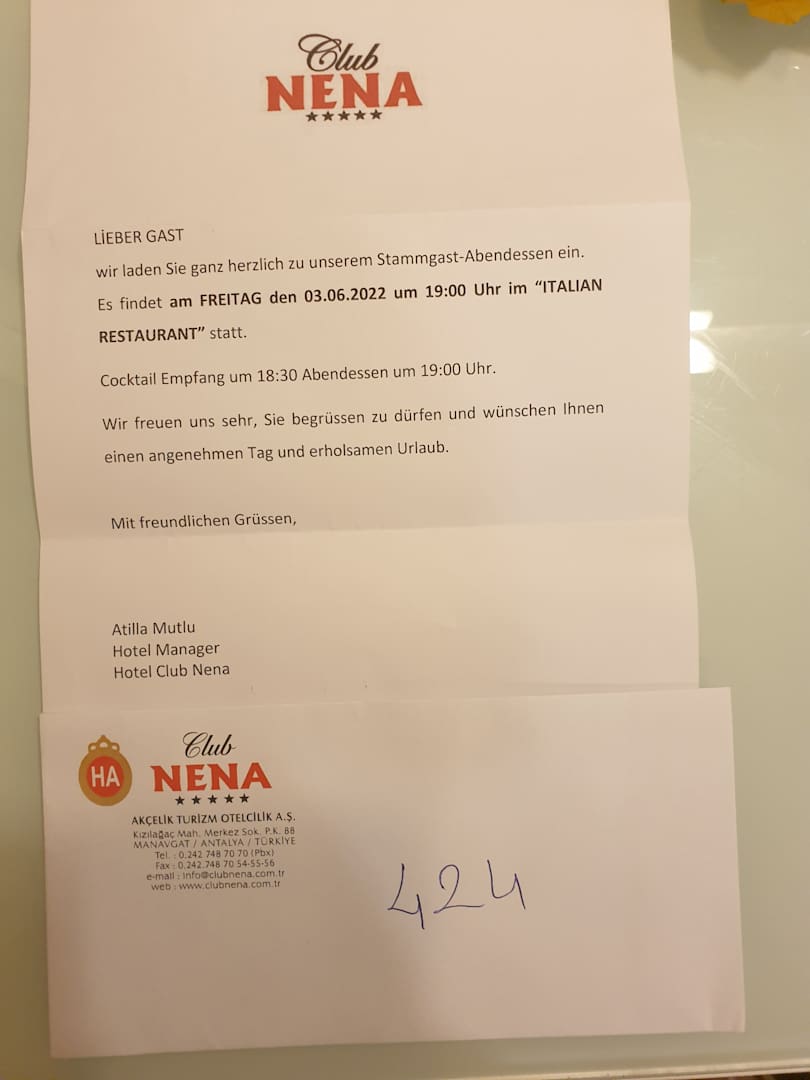 Club
NENA
★★★★★
LİEBER GAST
wir laden Sie ganz herzlich zu unserem Stammgast-Abendessen ein.
Es findet am FREITAG den 03.06.2022 um 19:00 Uhr im “ITALIAN
RESTAURANT” statt.
Cocktail Empfang um 18:30 Abendessen um 19:00 Uhr.
Wir freuen uns sehr, Sie begrüssen zu dürfen und wünschen Ihnen
einen angenehmen Tag und erholsamen Urlaub.
Mit freundlichen Grüssen,
Atilla Mutlu
Hotel Manager
Hotel Club Nena
HA
Club
NENA
★★★★★
AKÇELİK TURİZM OTELCİLİK A.Ş.
Kızılağaç Mah. Merkez Sok. P.K. 88
MANAVGAT / ANTALYA / TÜRKİYE
Tel. : 0.242 748 70 70 (Pbx)
Fax : 0.242.748 70 54-55-56
e-mail : info@clubnena.com.tr
web : www.clubnena.com.tr
424